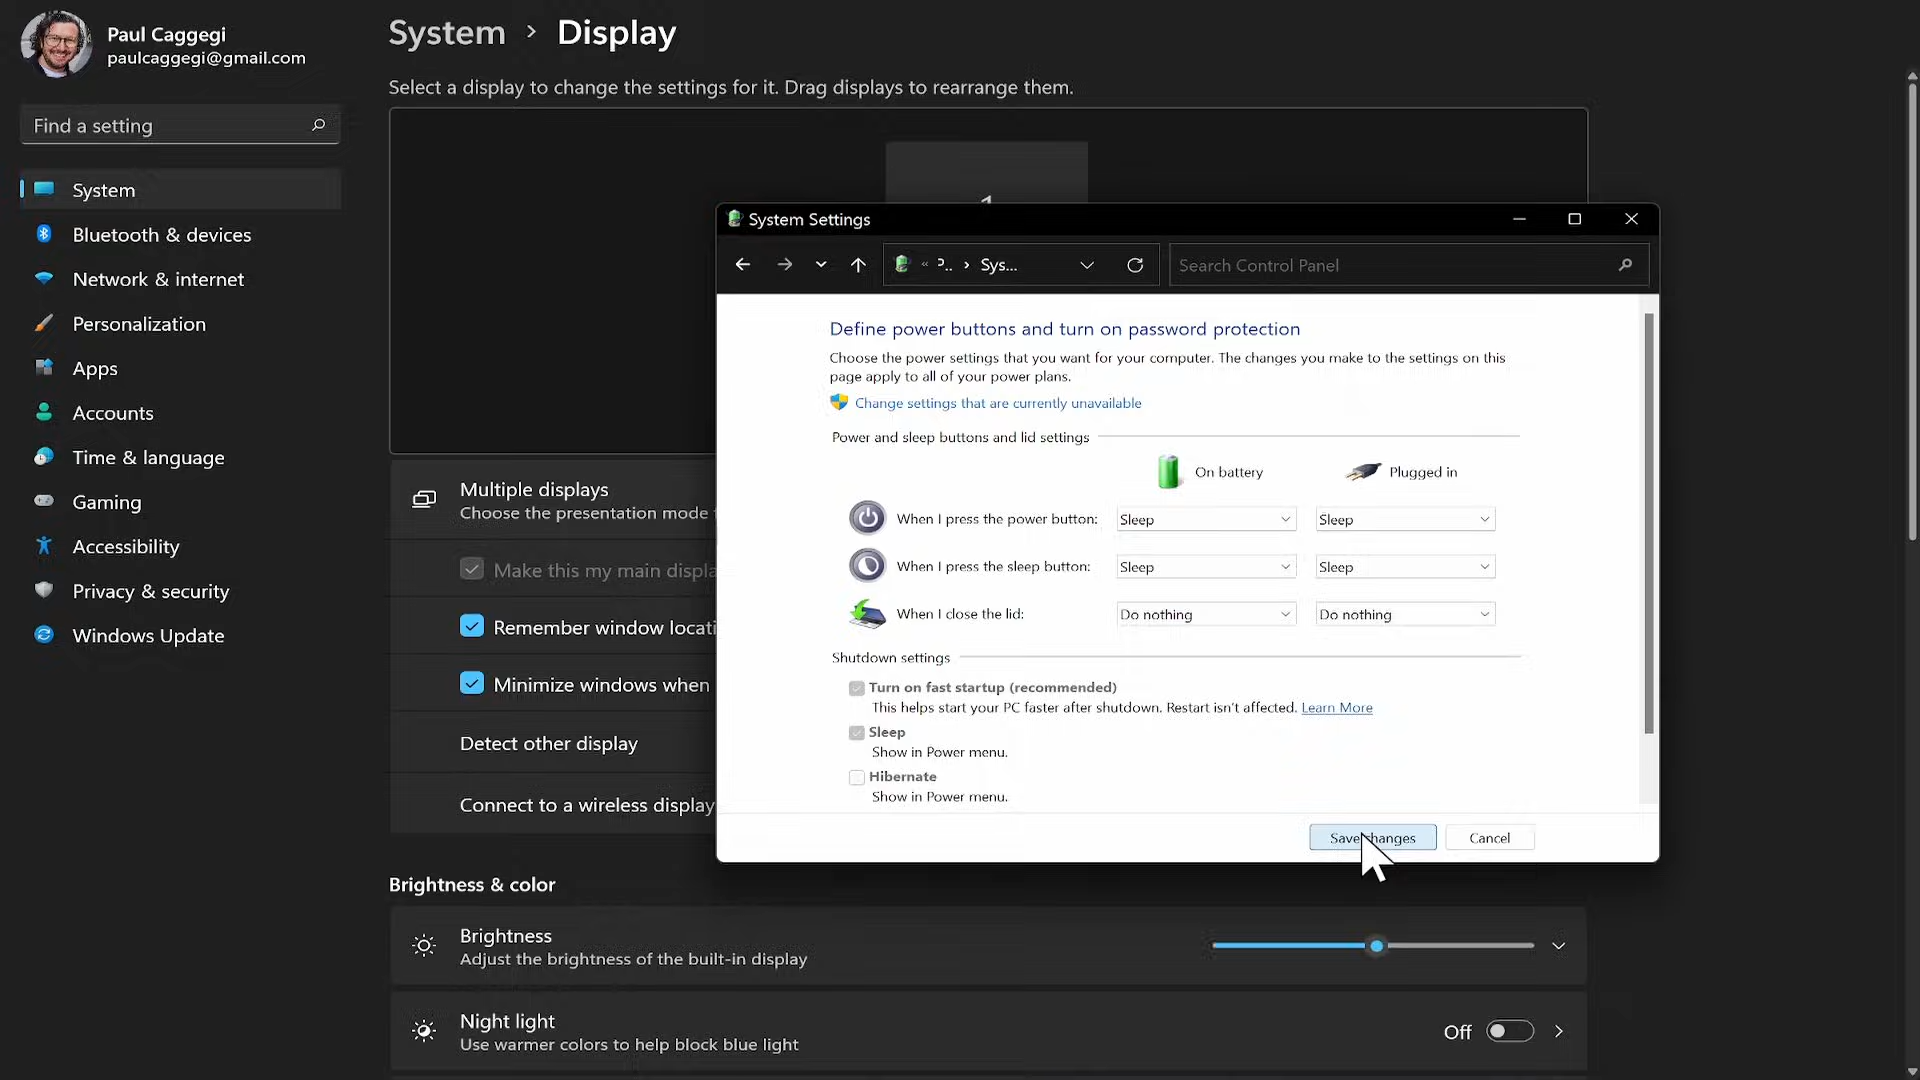 Paul Caggegi
paulcaggegi@gmail.com
Find a setting
System
Bluetooth & devices
Network & internet
Personalization
Apps
Accounts
Time & language
Gaming
Accessibility
Privacy & security
Windows Update
System › Display
Select a display to change the settings for it. Drag displays to rearrange them.
Multiple displays
Choose the presentation mode
Make this my main displa
Remember window locati
Minimize windows when
Detect other display
Connect to a wireless display
Brightness & color
Brightness
Adjust the brightness of the built-in display
Night light
Use warmer colors to help block blue light
Off
System Settings
« P.. › Sys...
Search Control Panel
Define power buttons and turn on password protection
Choose the power settings that you want for your computer. The changes you make to the settings on this
page apply to all of your power plans.
Change settings that are currently unavailable
Power and sleep buttons and lid settings
On battery Plugged in
When I press the power button: Sleep Sleep
When I press the sleep button: Sleep Sleep
When I close the lid: Do nothing Do nothing
Shutdown settings
Turn on fast startup (recommended)
This helps start your PC faster after shutdown. Restart isn't affected. Learn More
Sleep
Show in Power menu.
Hibernate
Show in Power menu.
Save changes Cancel